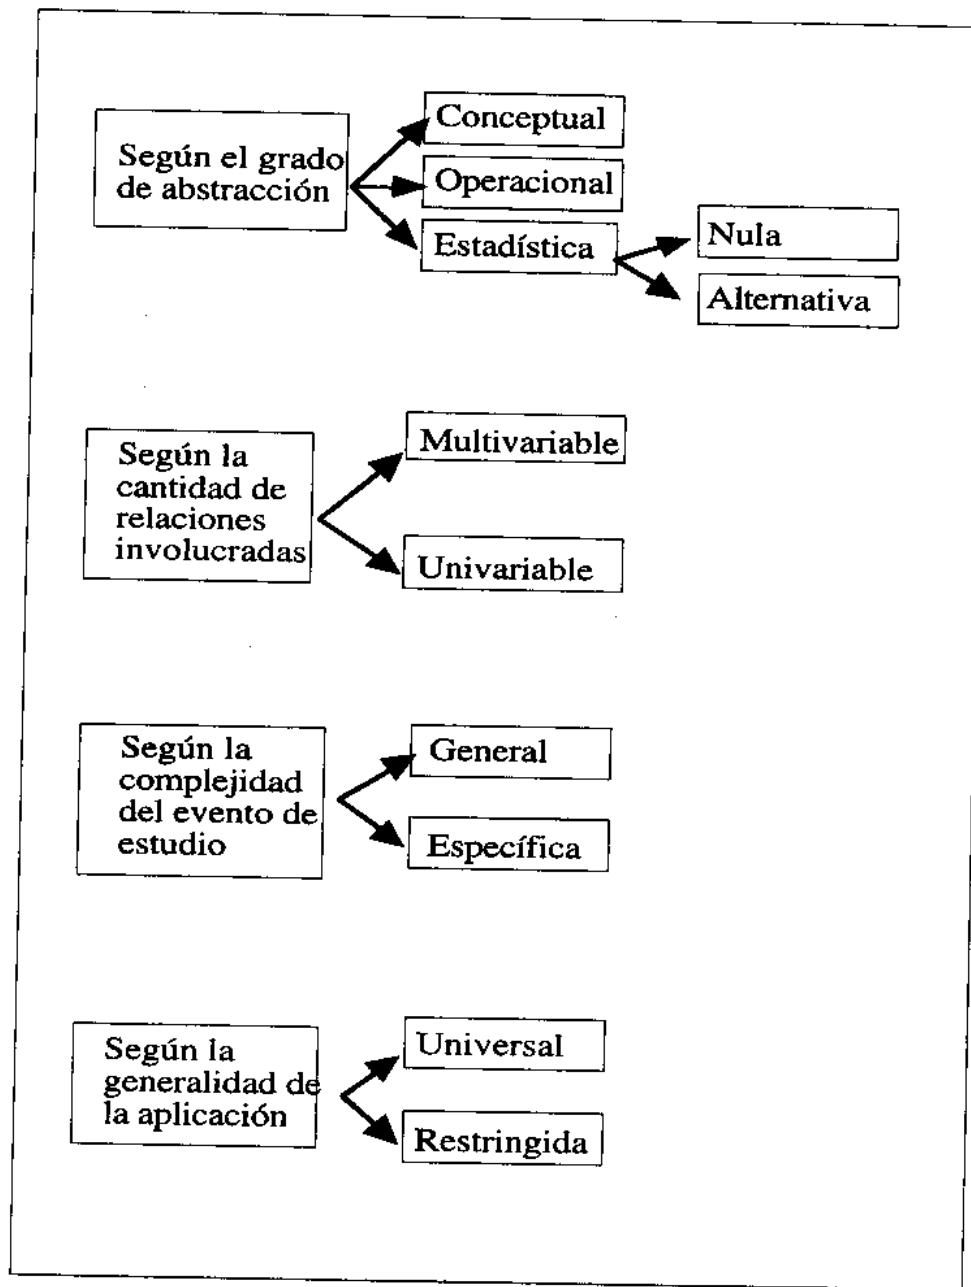 Según el grado
de abstracción
Conceptual
Operacional
Estadística
Nula
Alternativa
Según la
cantidad de
relaciones
involucradas
Multivariable
Univariable
Según la
complejidad
del evento de
estudio
General
Específica
Según la
generalidad de
la aplicación
Universal
Restringida